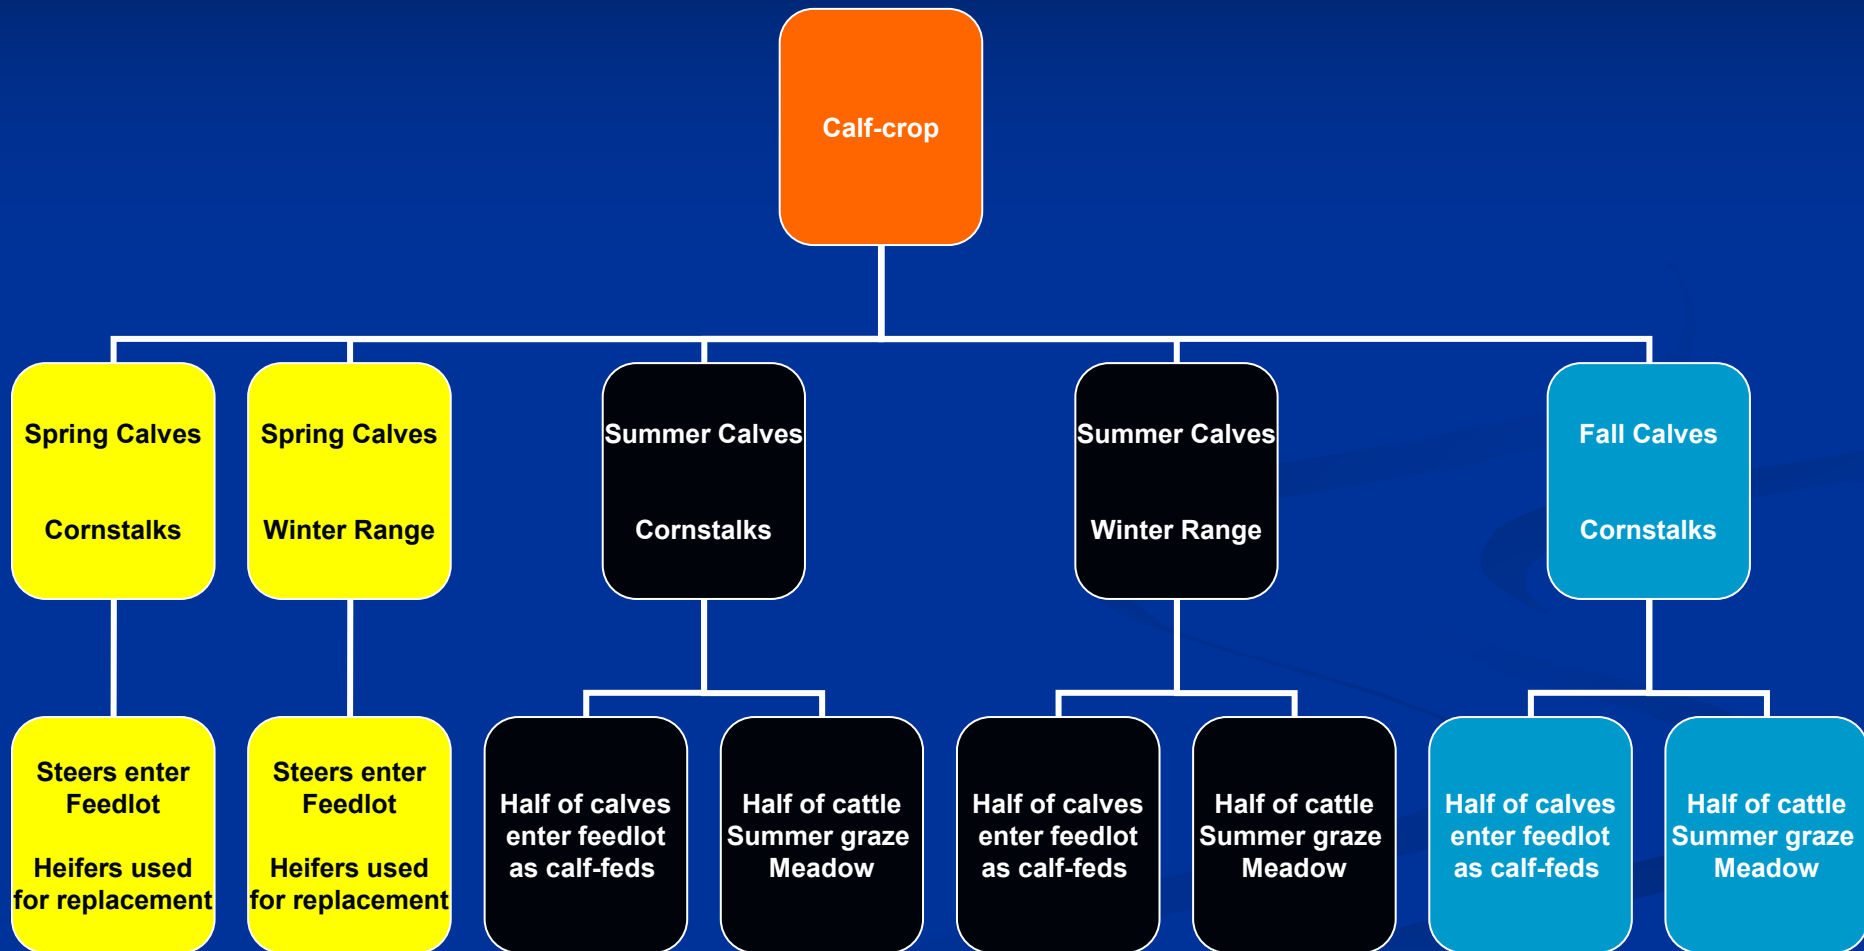 Calf-crop
Spring Calves
Cornstalks
Spring Calves
Winter Range
Summer Calves
Cornstalks
Summer Calves
Winter Range
Fall Calves
Cornstalks
Steers enter
Feedlot
Heifers used
for replacement
Steers enter
Feedlot
Heifers used
for replacement
Half of calves
enter feedlot
as calf-feds
Half of cattle
Summer graze
Meadow
Half of calves
enter feedlot
as calf-feds
Half of cattle
Summer graze
Meadow
Half of calves
enter feedlot
as calf-feds
Half of cattle
Summer graze
Meadow